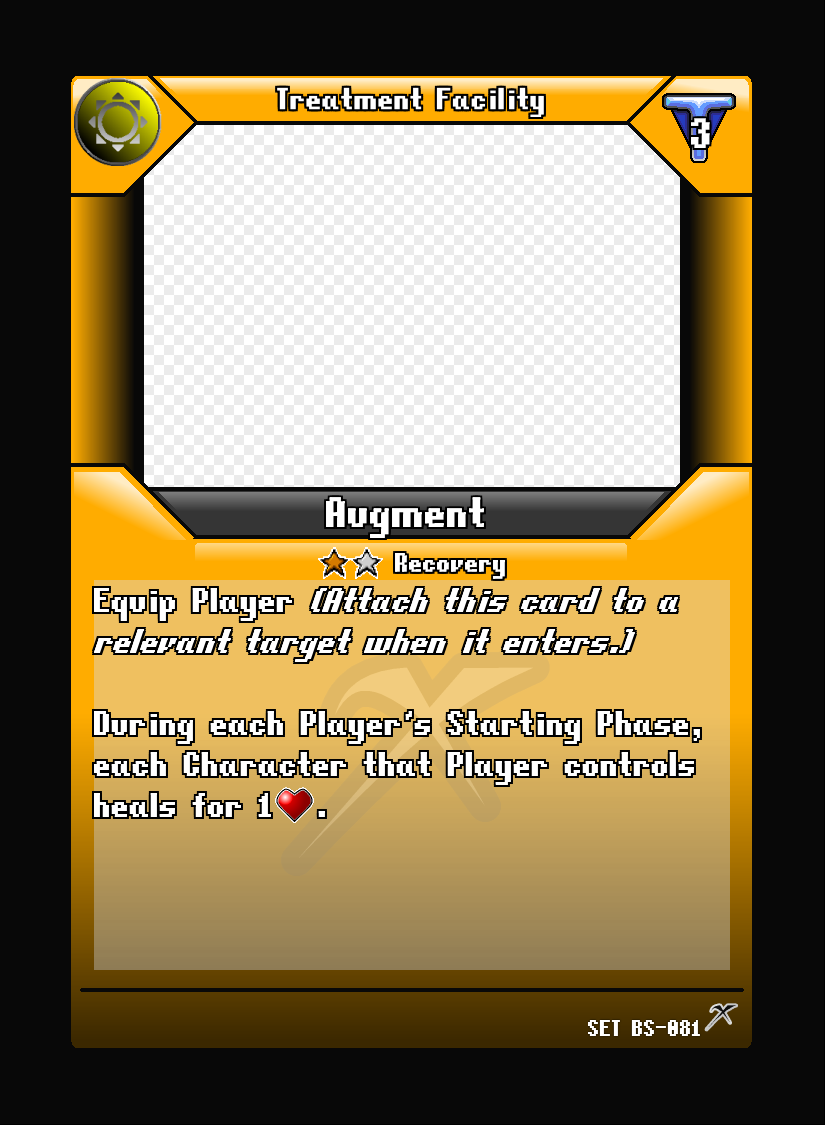 Treatment Facility
3
Augment
Recovery
Equip Player (Attach this card to a
relevant target when it enters.)
During each Player's Starting Phase,
each Character that Player controls
heals for 1.
SET BS-081